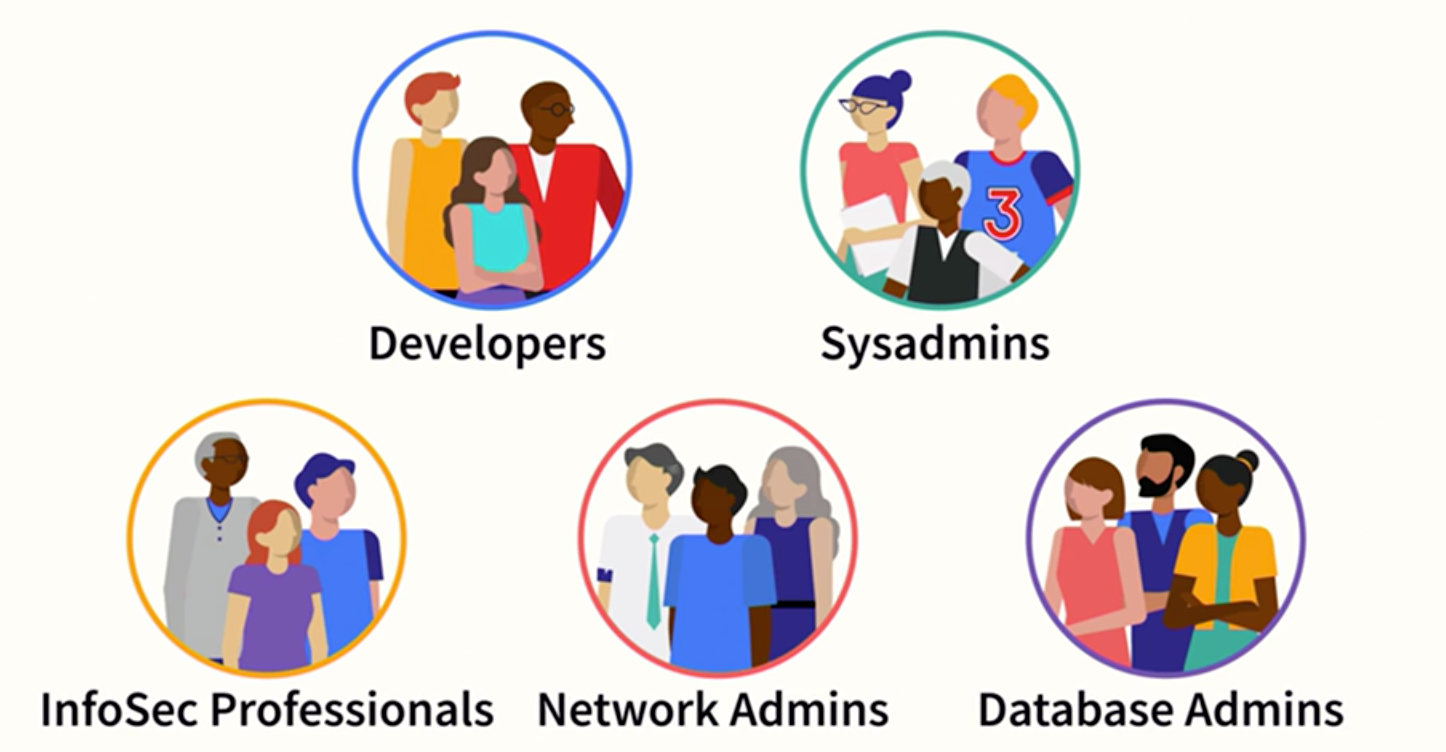 3
Developers
Sysadmins
InfoSec Professionals
Network Admins
Database Admins